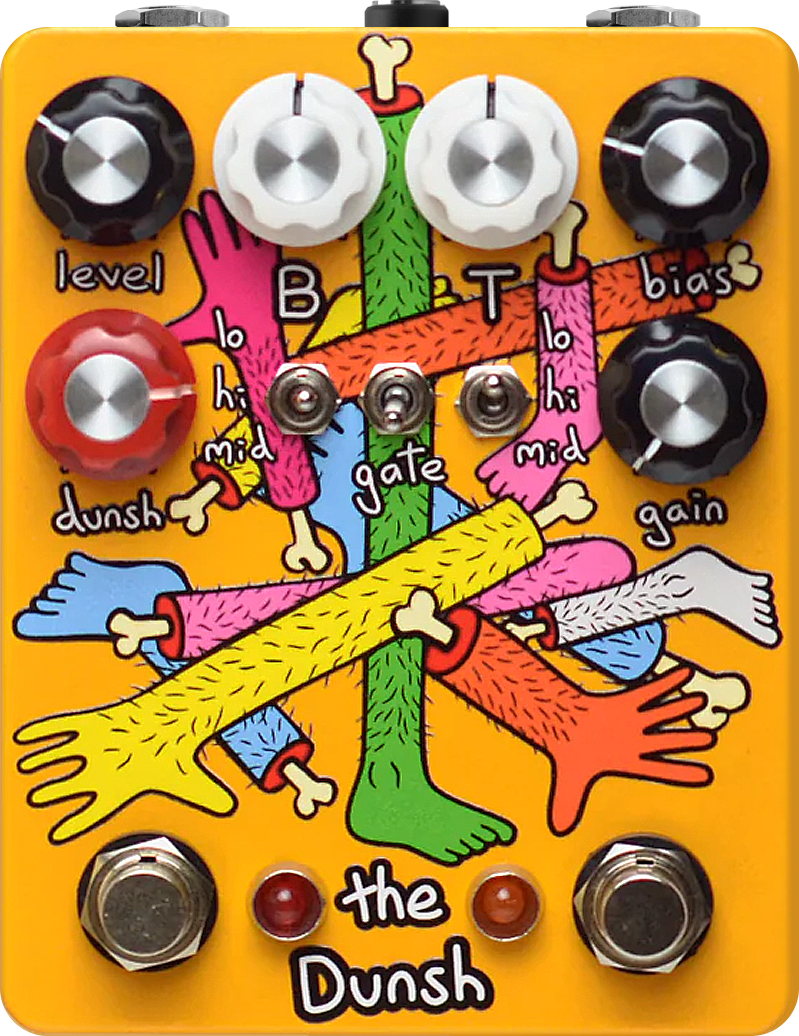 level
B
T
bias
lo
hi
mid
lo
hi
mid
dunsh
gate
gain
the
Dunsh